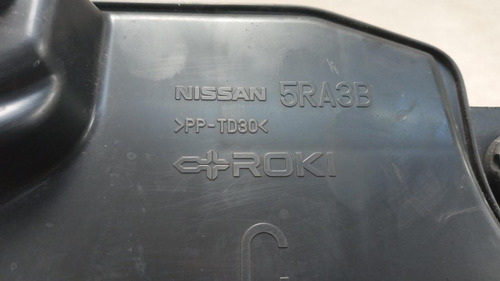 NISSAN 5RA3B
>PP-TD30<
ROKI